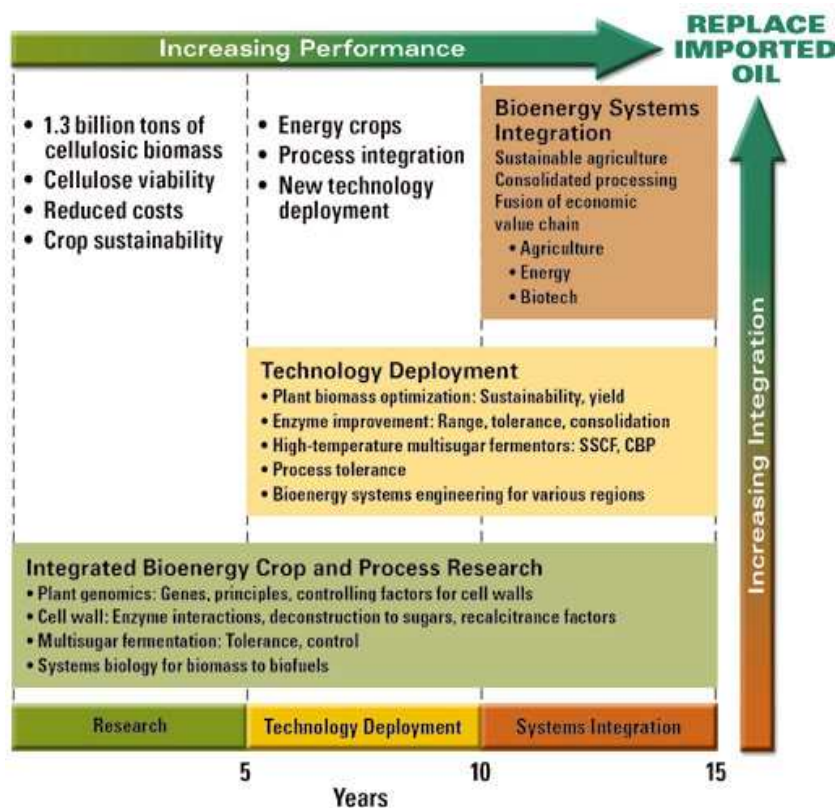 Increasing Performance
REPLACE
IMPORTED
OIL
• 1.3 billion tons of
cellulosic biomass
• Cellulose viability
• Reduced costs
• Crop sustainability
• Energy crops
• Process integration
• New technology
deployment
Bioenergy Systems
Integration
Sustainable agriculture
Consolidated processing
Fusion of economic
value chain
• Agriculture
• Energy
• Biotech
Increasing Integration
Technology Deployment
• Plant biomass optimization: Sustainability, yield
• Enzyme improvement: Range, tolerance, consolidation
• High-temperature multisugar fermentors: SSCF, CBP
• Process tolerance
• Bioenergy systems engineering for various regions
Integrated Bioenergy Crop and Process Research
• Plant genomics: Genes, principles, controlling factors for cell walls
• Cell wall: Enzyme interactions, deconstruction to sugars, recalcitrance factors
• Multisugar fermentation: Tolerance, control
• Systems biology for biomass to biofuels
Research
Technology Deployment
Systems Integration
5
10
15
Years